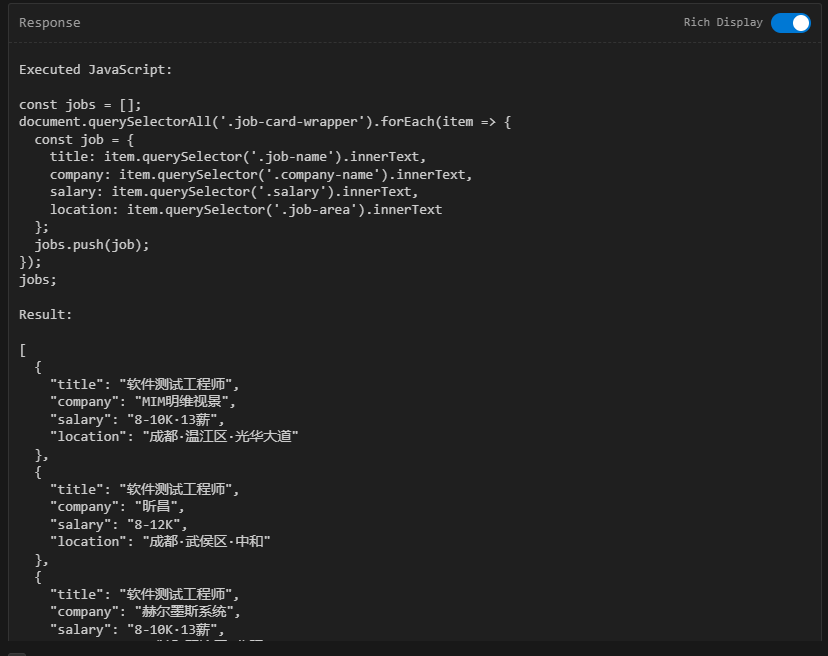 Response
Rich Display
Executed JavaScript:
const jobs = [];
document.querySelectorAll('.job-card-wrapper').forEach(item => {
  const job = {
    title: item.querySelector('.job-name').innerText,
    company: item.querySelector('.company-name').innerText,
    salary: item.querySelector('.salary').innerText,
    location: item.querySelector('.job-area').innerText
  };
  jobs.push(job);
});
jobs;
Result:
[
  {
    "title": "软件测试工程师",
    "company": "MIM明维视景",
    "salary": "8-10K·13薪",
    "location": "成都·温江区·光华大道"
  },
  {
    "title": "软件测试工程师",
    "company": "昕昌",
    "salary": "8-12K",
    "location": "成都·武侯区·中和"
  },
  {
    "title": "软件测试工程师",
    "company": "赫尔墨斯系统",
    "salary": "8-10K·13薪",